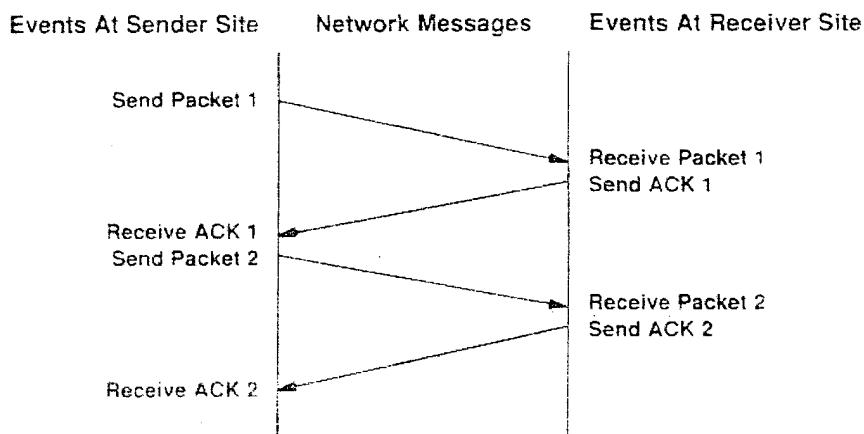 Events At Sender Site
Network Messages
Events At Receiver Site
Send Packet 1
Receive Packet 1
Send ACK 1
Receive ACK 1
Send Packet 2
Receive Packet 2
Send ACK 2
Receive ACK 2